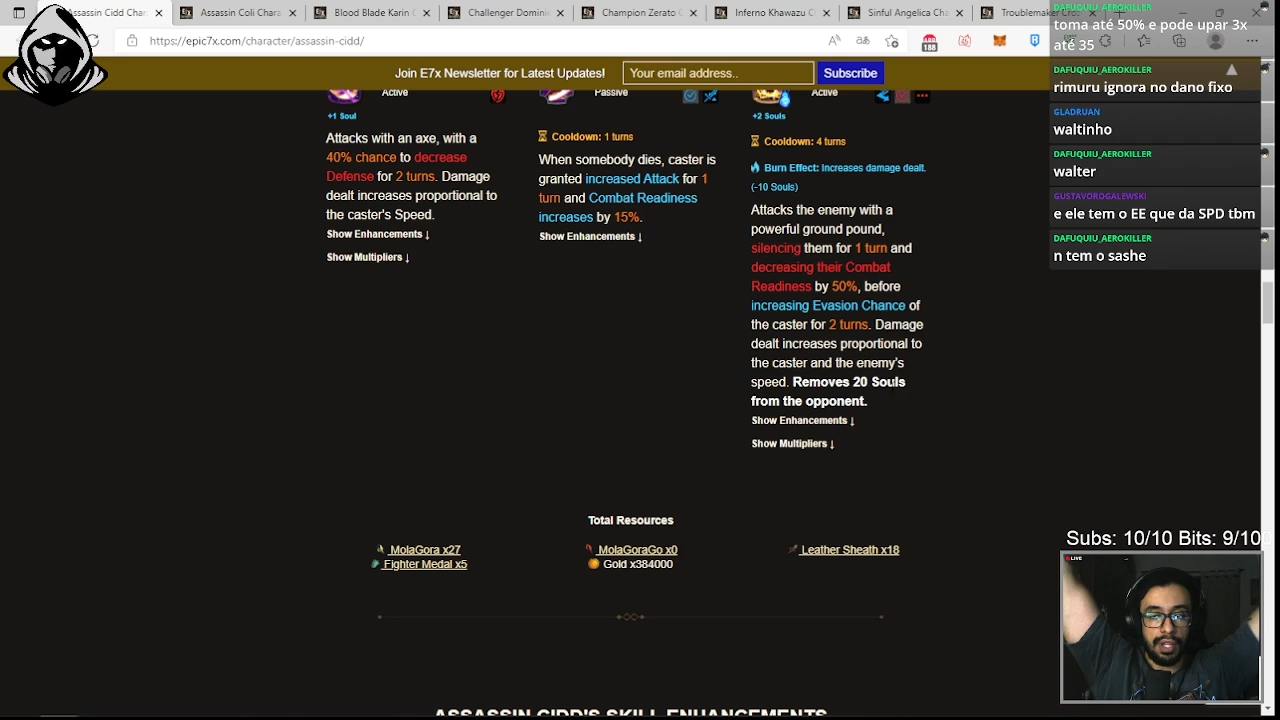 Assassin Cidd Char
Assassin Coli Chara
Blood Blade Karin C
Challenger Domini
Champion Zerato C
Inferno Khawazu C
Sinful Angelica Cha
Troublemaker Cro
https://epic7x.com/character/assassin-cidd/
188
Join E7x Newsletter for Latest Updates!
Your email address..
Subscribe
Active
+1 Soul
Attacks with an axe, with a
40% chance to decrease
Defense for 2 turns. Damage
dealt increases proportional to
the caster's Speed.
Show Enhancements ↓
Show Multipliers ↓
Passive
Cooldown: 1 turns
When somebody dies, caster is
granted increased Attack for 1
turn and Combat Readiness
increases by 15%.
Show Enhancements ↓
Active
+2 Souls
Cooldown: 4 turns
Burn Effect: Increases damage dealt.
(-10 Souls)
Attacks the enemy with a
powerful ground pound,
silencing them for 1 turn and
decreasing their Combat
Readiness by 50%, before
increasing Evasion Chance of
the caster for 2 turns. Damage
dealt increases proportional to
the caster and the enemy's
speed. Removes 20 Souls
from the opponent.
Show Enhancements ↓
Show Multipliers ↓
Total Resources
MolaGora x27
Fighter Medal x5
MolaGoraGo x0
Gold x384000
Leather Sheath x18
ASSASSIN CIDD'S SKILL ENHANCEMENTS
DAFUQUIU_AEROKILLER
toma até 50% e pode upar 3x
até 35
DAFUQUIU_AEROKILLER
rimuru ignora no dano fixo
GLADRUAN
waltinho
DAFUQUIU_AEROKILLER
walter
GUSTAVOROGALEWSKI
e ele tem o EE que da SPD tbm
DAFUQUIU_AEROKILLER
n tem o sashe
Subs: 10/10 Bits: 9/100
LIVE